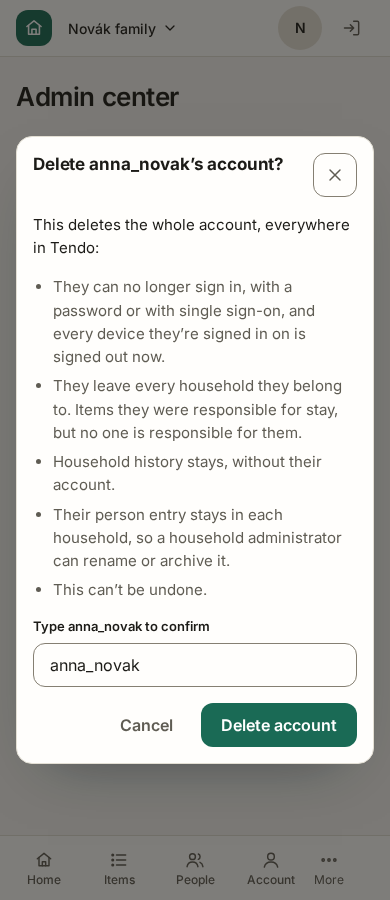 Novák family
N
Admin center
Delete anna_novak’s account?
This deletes the whole account, everywhere
in Tendo:
• They can no longer sign in, with a
password or with single sign-on, and
every device they’re signed in on is
signed out now.
• They leave every household they belong
to. Items they were responsible for stay,
but no one is responsible for them.
• Household history stays, without their
account.
• Their person entry stays in each
household, so a household administrator
can rename or archive it.
• This can’t be undone.
Type anna_novak to confirm
anna_novak
Cancel
Delete account
Home
Items
People
Account
More